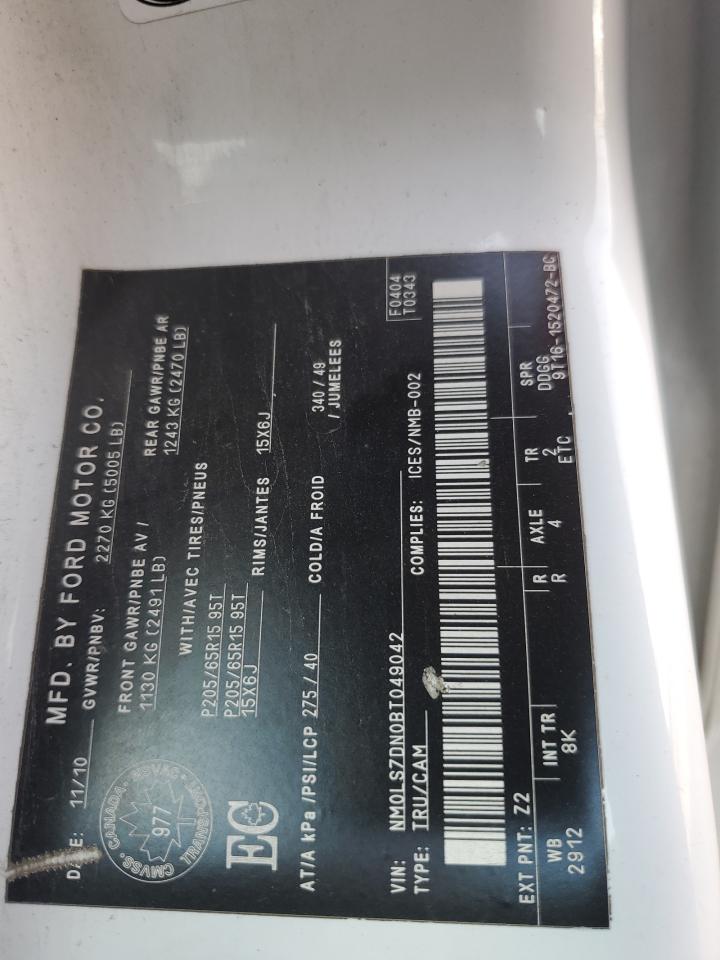 DATE: 11/10
MFD. BY FORD MOTOR CO.
GVWR/PNBV: 2270 KG (5005 LB)
FRONT GAWR/PNBE AV /
1130 KG (2491LB)
REAR GAWR/PNBE AR
1243 KG (2470 LB)
WITH/AVEC TIRES/PNEUS
P205/65R15 95T
P205/65R15 95T
RIMS/JANTES
15X6J
15X6J
AT/A kPa /PSI/LCP 275 / 40
COLD/A FROID
340 / 49
/ JUMELEES
CMVSS. CANADA. NSVAC
TRANSPORT
977
EC
VIN: NM0LS7DN0BT049042
TYPE: TRU/CAM
COMPLIES: ICES/NMB-002
F0404
T0343
EXT PNT: Z2
WB
2912
INT TR
8K
R
R
AXLE
4
TR
2
ETC
SPR
DDGG
9T16-1520472-BC